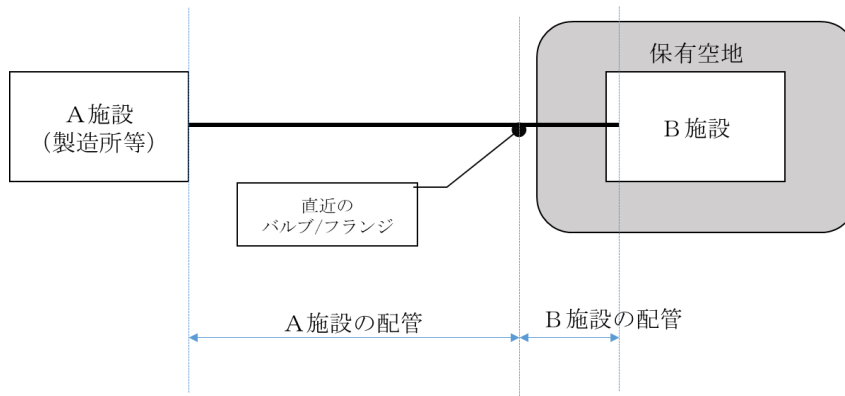 保有空地
A施設
(製造所等)
B施設
直近の
バルブ/フランジ
A施設の配管
B施設の配管